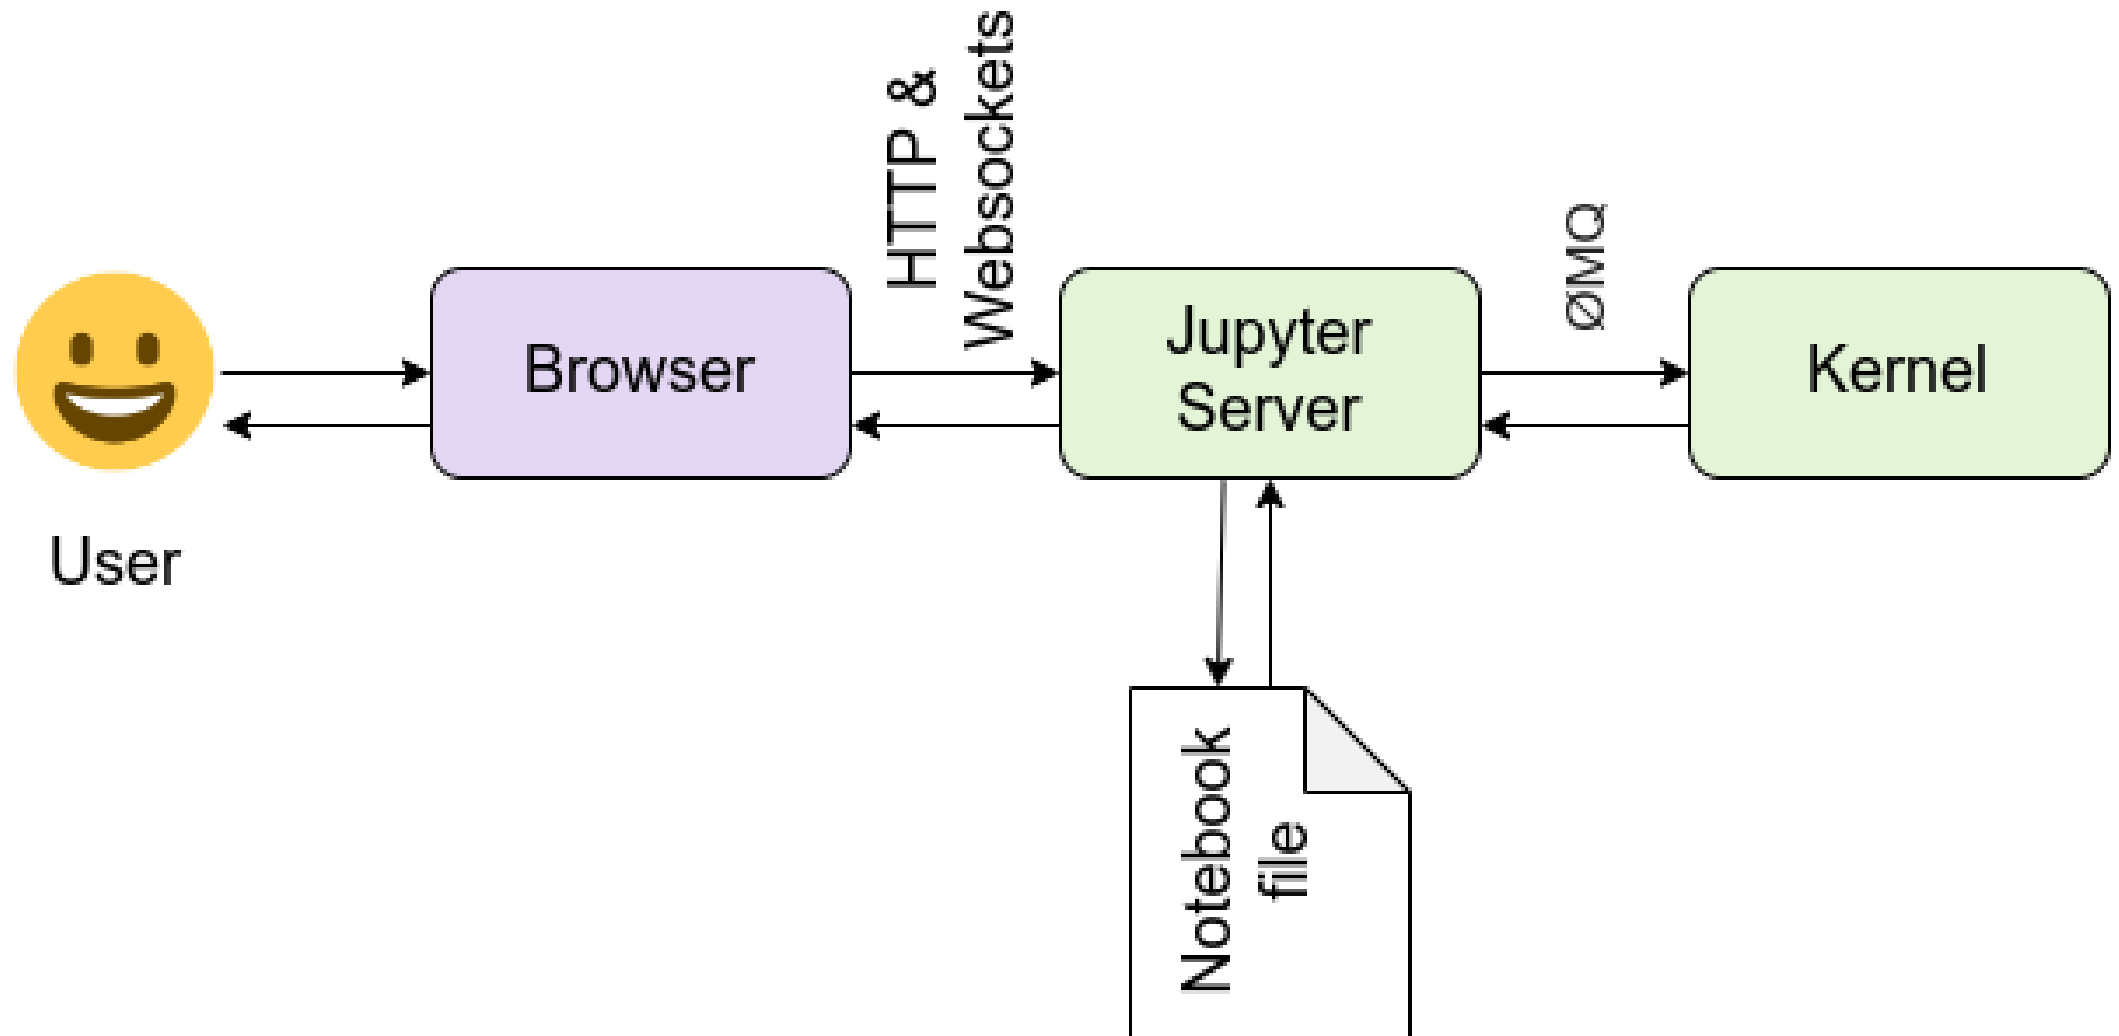 HTTP &
Websockets
ØMQ
Browser
Jupyter
Server
Kernel
User
Notebook
file